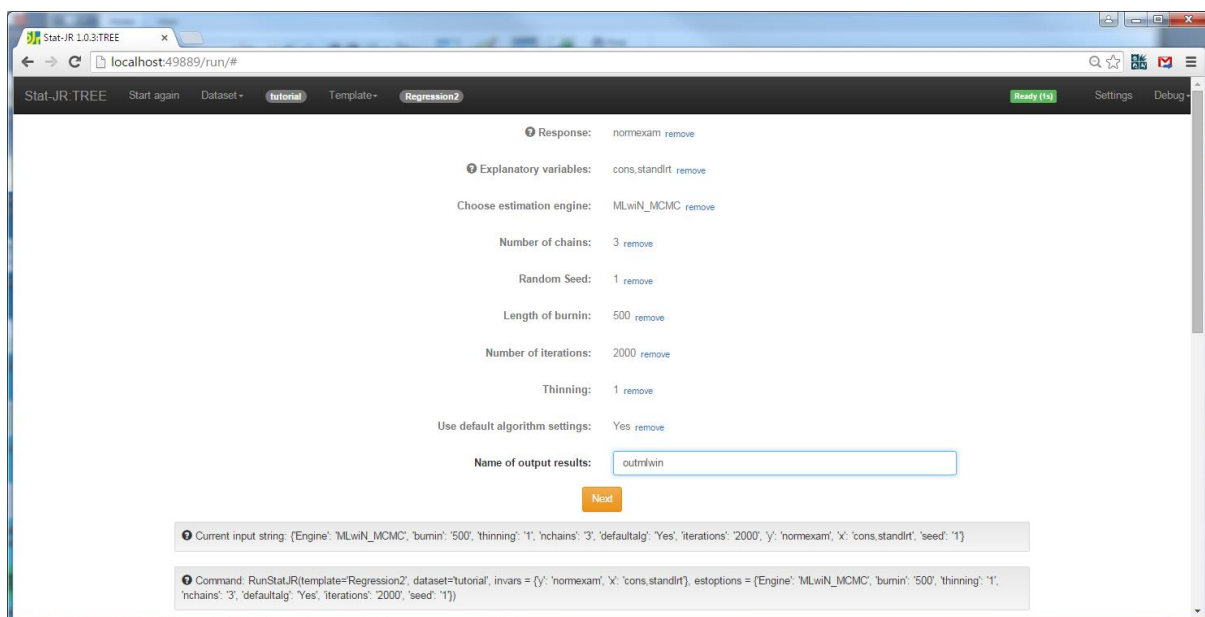 Stat-JR 1.0.3:TREE
localhost:49889/run/#
Stat-JR:TREE Start again Dataset tutorial Template Regression2 Ready (1s) Settings Debug
Response: normexam remove
Explanatory variables: cons,standlrt remove
Choose estimation engine: MLwiN_MCMC remove
Number of chains: 3 remove
Random Seed: 1 remove
Length of burnin: 500 remove
Number of iterations: 2000 remove
Thinning: 1 remove
Use default algorithm settings: Yes remove
Name of output results: outmlwin
Next
Current input string: {'Engine': 'MLwiN_MCMC', 'burnin': '500', 'thinning': '1', 'nchains': '3', 'defaultalg': 'Yes', 'iterations': '2000', 'y': 'normexam', 'x': 'cons,standlrt', 'seed': '1'}
Command: RunStatJR(template='Regression2', dataset='tutorial', invars = {'y': 'normexam', 'x': 'cons,standlrt'}, estoptions = {'Engine': 'MLwiN_MCMC', 'burnin': '500', 'thinning': '1',
'nchains': '3', 'defaultalg': 'Yes', 'iterations': '2000', 'seed': '1'})